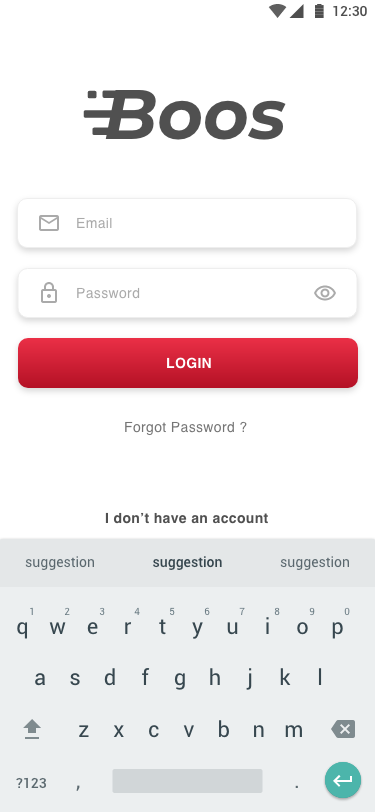 12:30
Boos
Email
Password
LOGIN
Forgot Password ?
I don't have an account
suggestion suggestion suggestion
1 2 3 4 5 6 7 8 9 0
q w e r t y u i o p
a s d f g h j k l
z x c v b n m
?123 , .